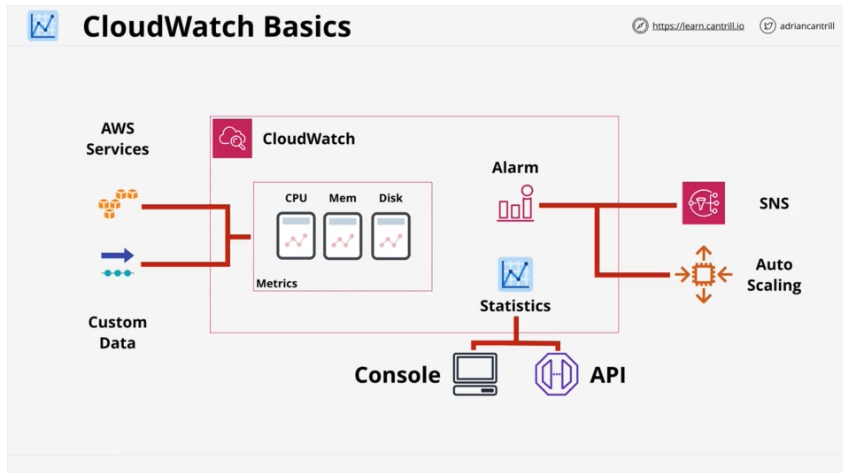 CloudWatch Basics
https://learn.cantrill.io
adriancantrill
AWS
Services
CloudWatch
Alarm
CPU Mem Disk
SNS
Metrics
Auto
Scaling
Statistics
Custom
Data
Console
API